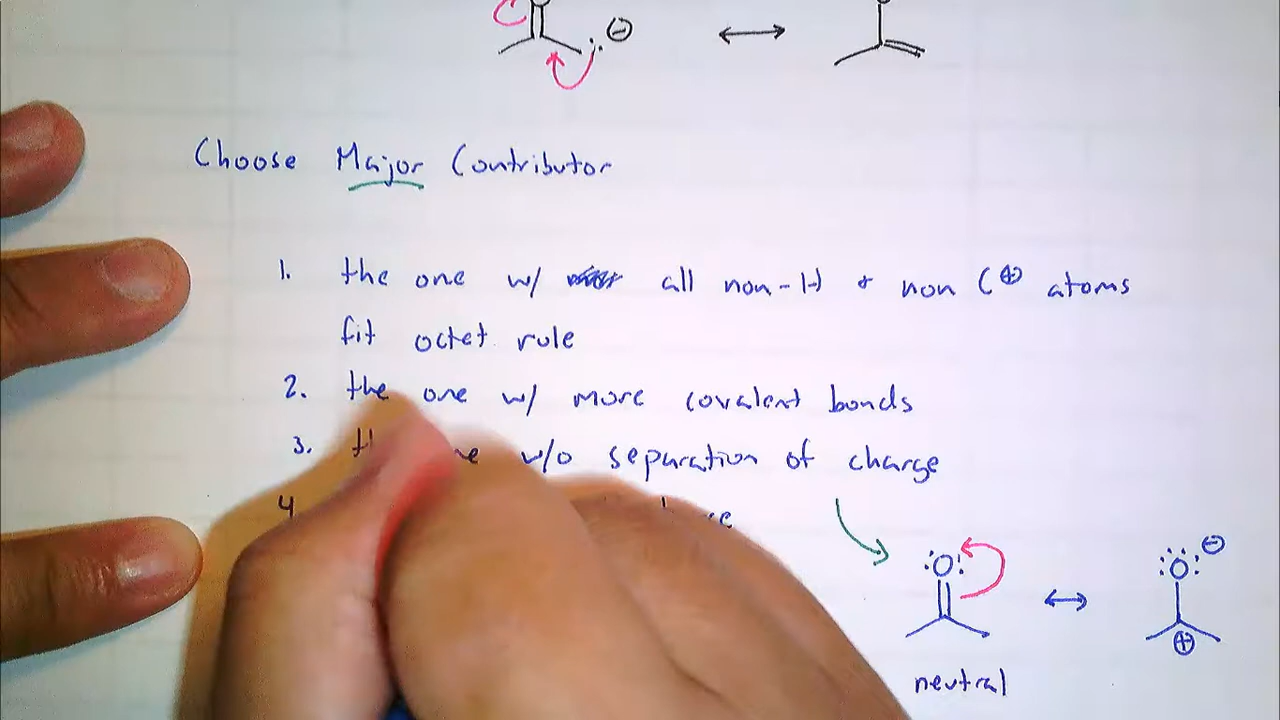 ⊖
Choose Major Contributor
1. the one w/ all non-H & non C⊕ atoms
fit octet rule
2. the one w/ more covalent bonds
3. w/o separation of charge
4
:O: :O: ⊖
⊕
neutral